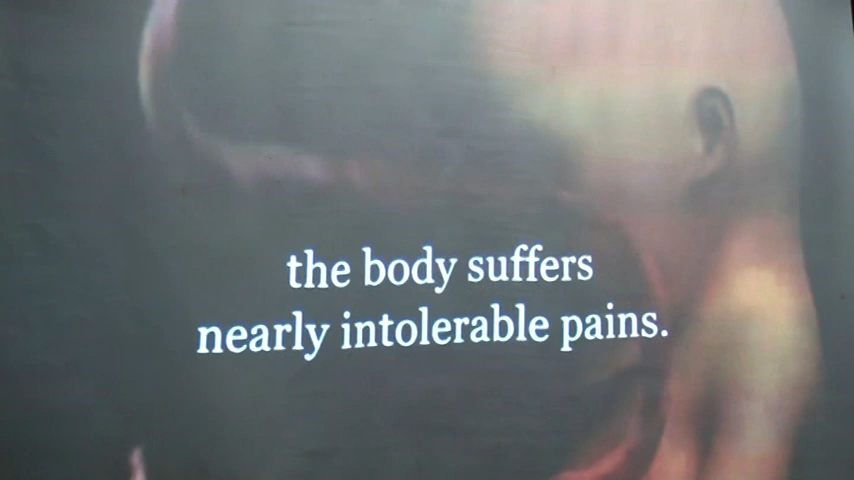 the body suffers
nearly intolerable pains.